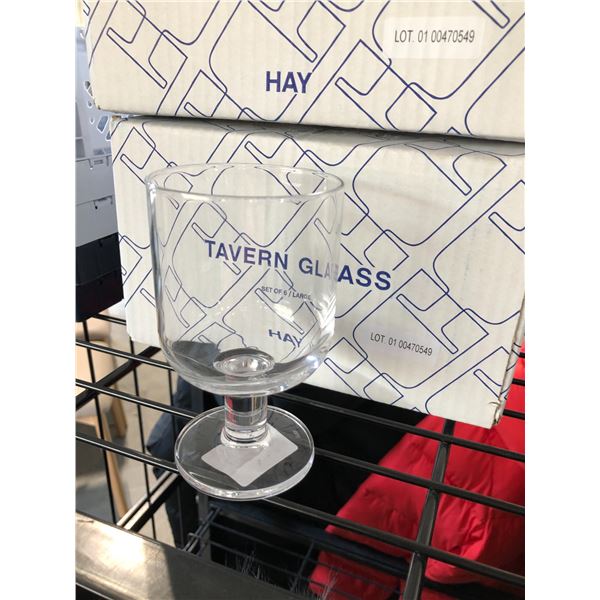 LOT. 01 00470549
HAY
TAVERN GLASS
SET OF 6 / LARGE
HAY
LOT 01 00470549